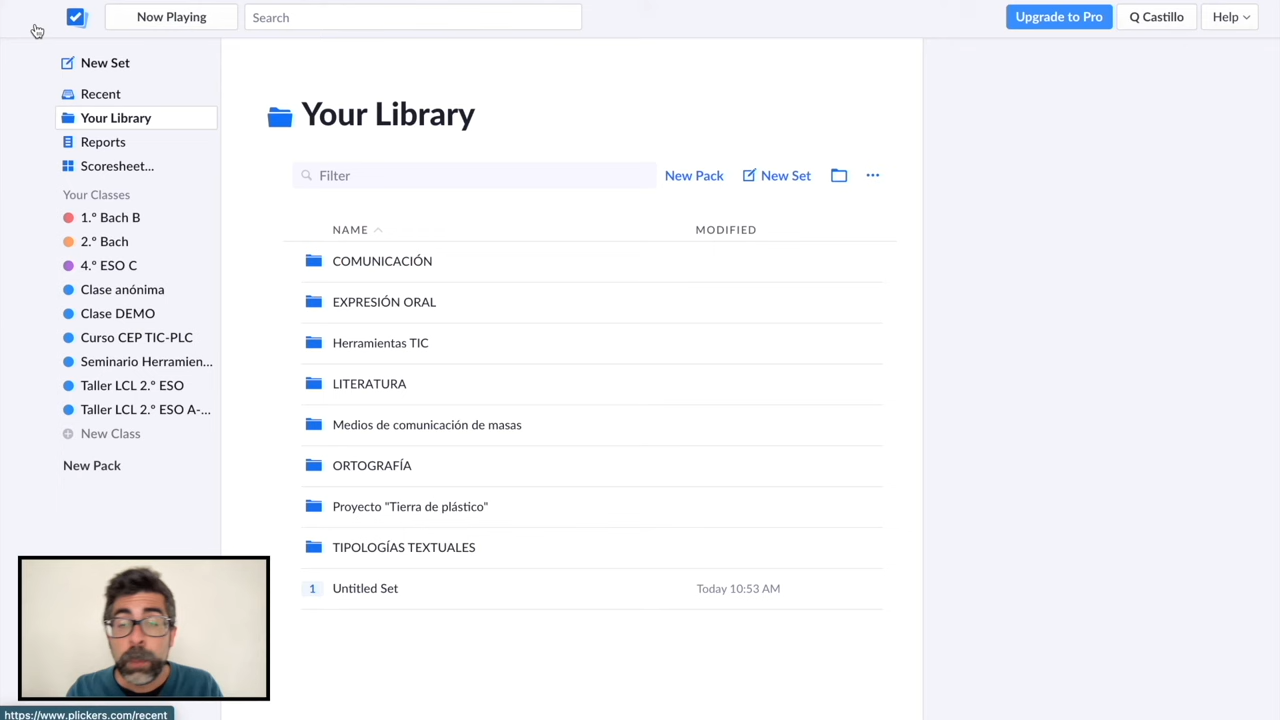 Now Playing
Search
Upgrade to Pro
Q Castillo
Help
New Set
Recent
Your Library
Reports
Scoresheet...
Your Classes
1.º Bach B
2.º Bach
4.º ESO C
Clase anónima
Clase DEMO
Curso CEP TIC-PLC
Seminario Herramien...
Taller LCL 2.º ESO
Taller LCL 2.º ESO A-...
New Class
New Pack
Your Library
Filter
New Pack
New Set
NAME
MODIFIED
COMUNICACIÓN
EXPRESIÓN ORAL
Herramientas TIC
LITERATURA
Medios de comunicación de masas
ORTOGRAFÍA
Proyecto "Tierra de plástico"
TIPOLOGÍAS TEXTUALES
1 Untitled Set Today 10:53 AM
https://www.plickers.com/recent